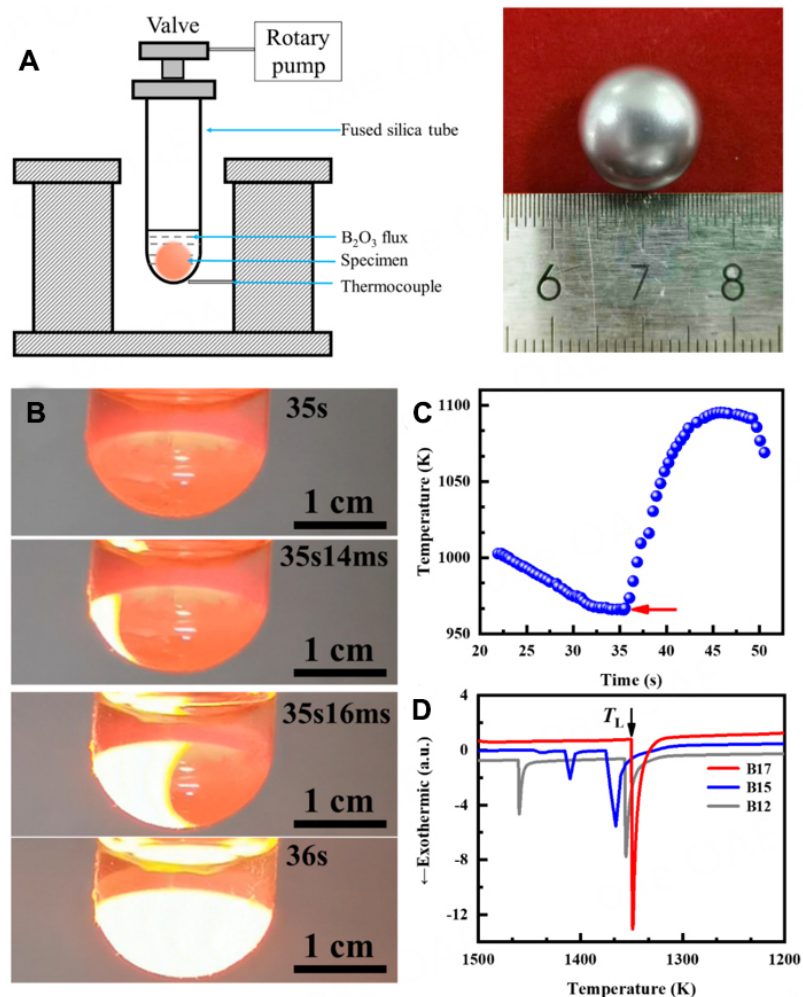 A
Valve
Rotary
pump
Fused silica tube
B₂O₃ flux
Specimen
Thermocouple
6 7 8
B
35s
1 cm
35s14ms
1 cm
35s16ms
1 cm
36s
1 cm
C
1100
1050
1000
950
Temperature (K)
20 25 30 35 40 45 50
Time (s)
D
4
0
-4
-8
-12
←Exothermic (a.u.)
TL
B17
B15
B12
1500 1400 1300 1200
Temperature (K)